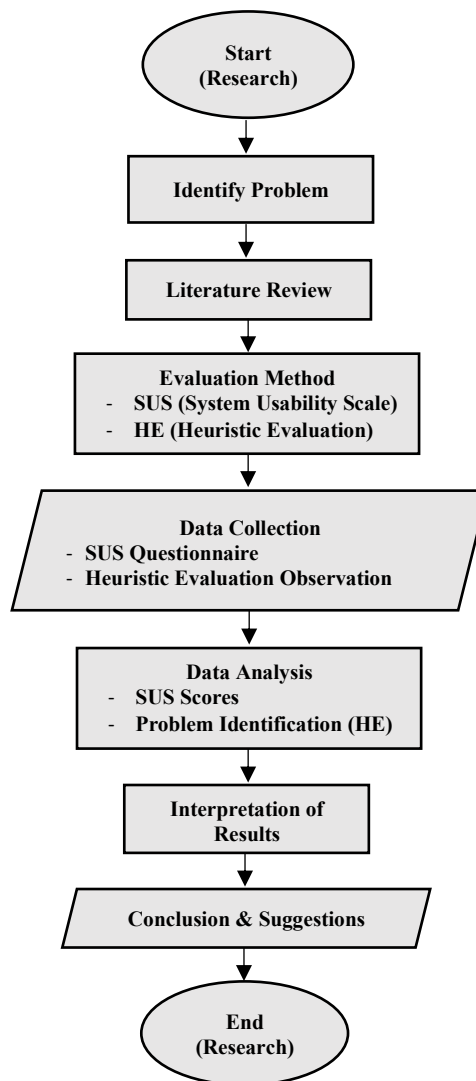 Start
(Research)
Identify Problem
Literature Review
Evaluation Method
- SUS (System Usability Scale)
- HE (Heuristic Evaluation)
Data Collection
- SUS Questionnaire
- Heuristic Evaluation Observation
Data Analysis
- SUS Scores
- Problem Identification (HE)
Interpretation of
Results
Conclusion & Suggestions
End
(Research)